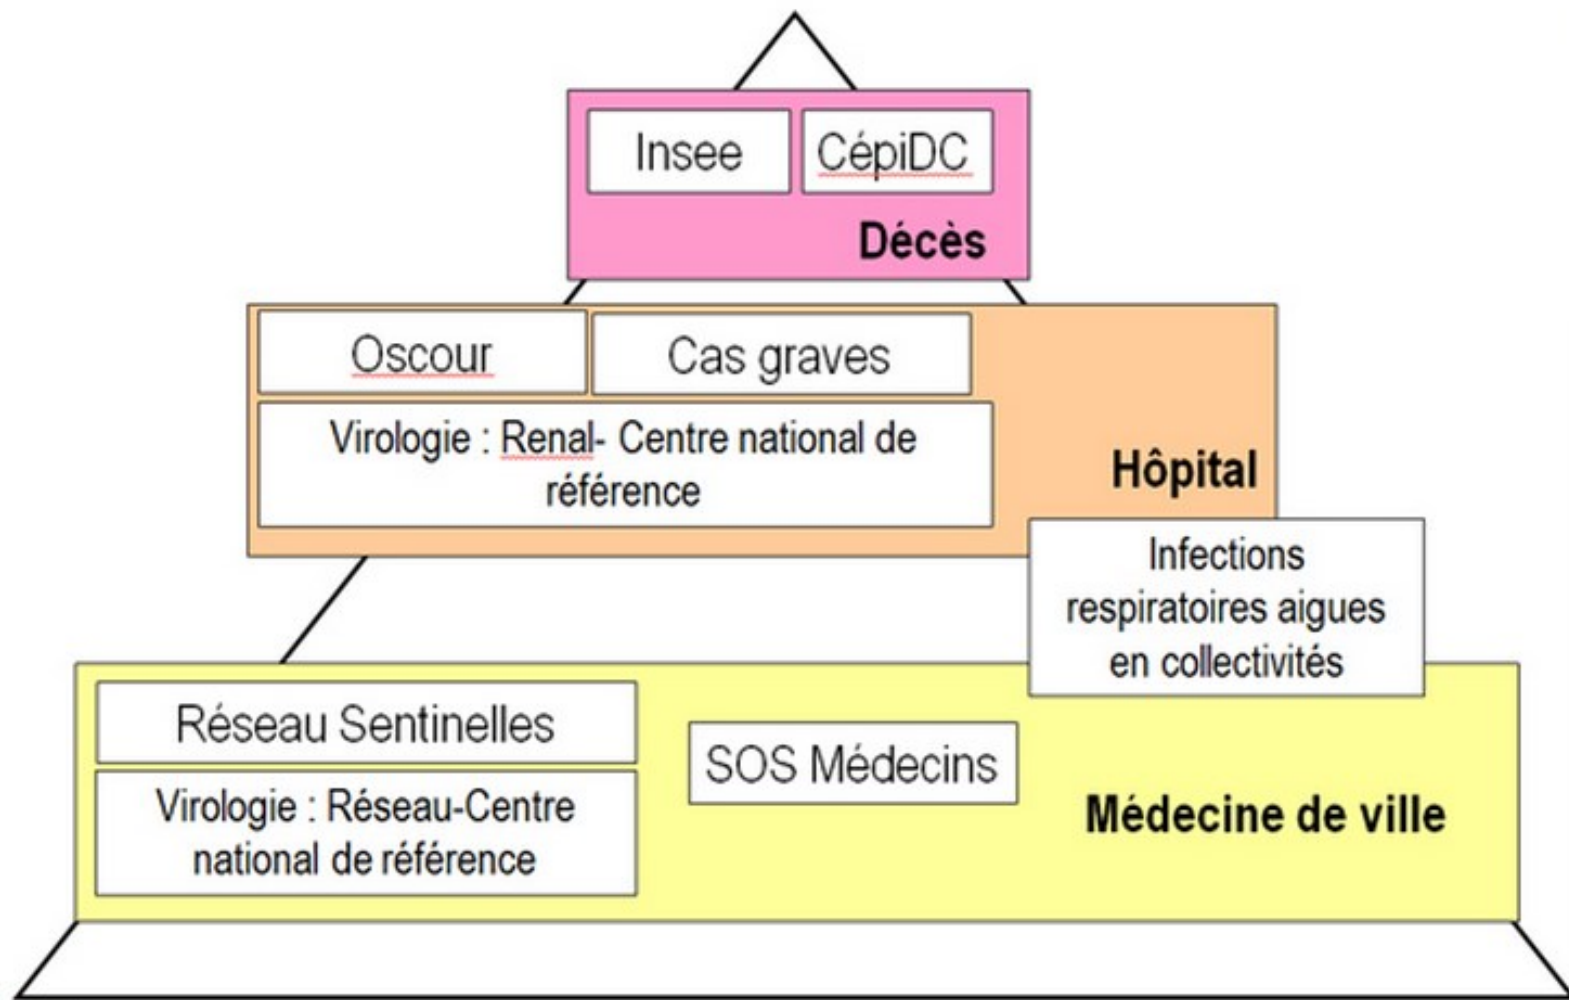 Insee
CépiDC
Décès
Oscour
Cas graves
Virologie : Renal- Centre national de
référence
Hôpital
Infections
respiratoires aigues
en collectivités
Réseau Sentinelles
SOS Médecins
Virologie : Réseau-Centre
national de référence
Médecine de ville